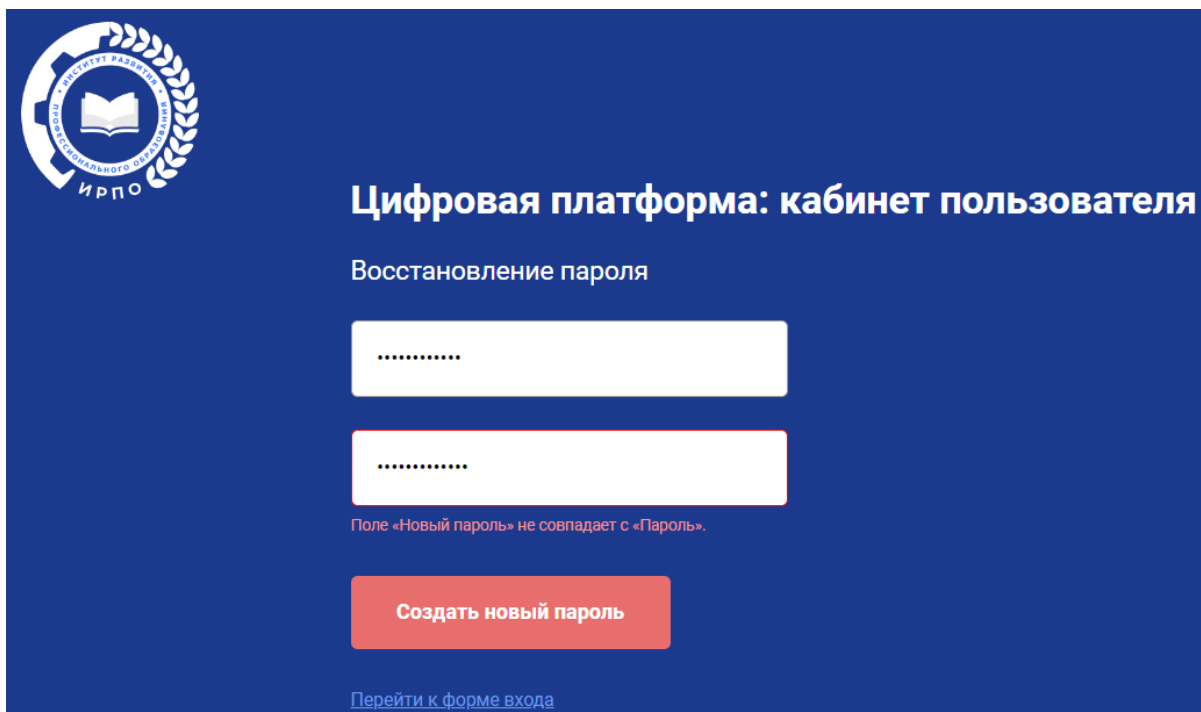 • ИНСТИТУТ РАЗВИТИЯ •
ПРОФЕССИОНАЛЬНОГО ОБРАЗОВАНИЯ
ИРПО
Цифровая платформа: кабинет пользователя
Восстановление пароля
••••••••••••
•••••••••••••
Поле «Новый пароль» не совпадает с «Пароль».
Создать новый пароль
Перейти к форме входа